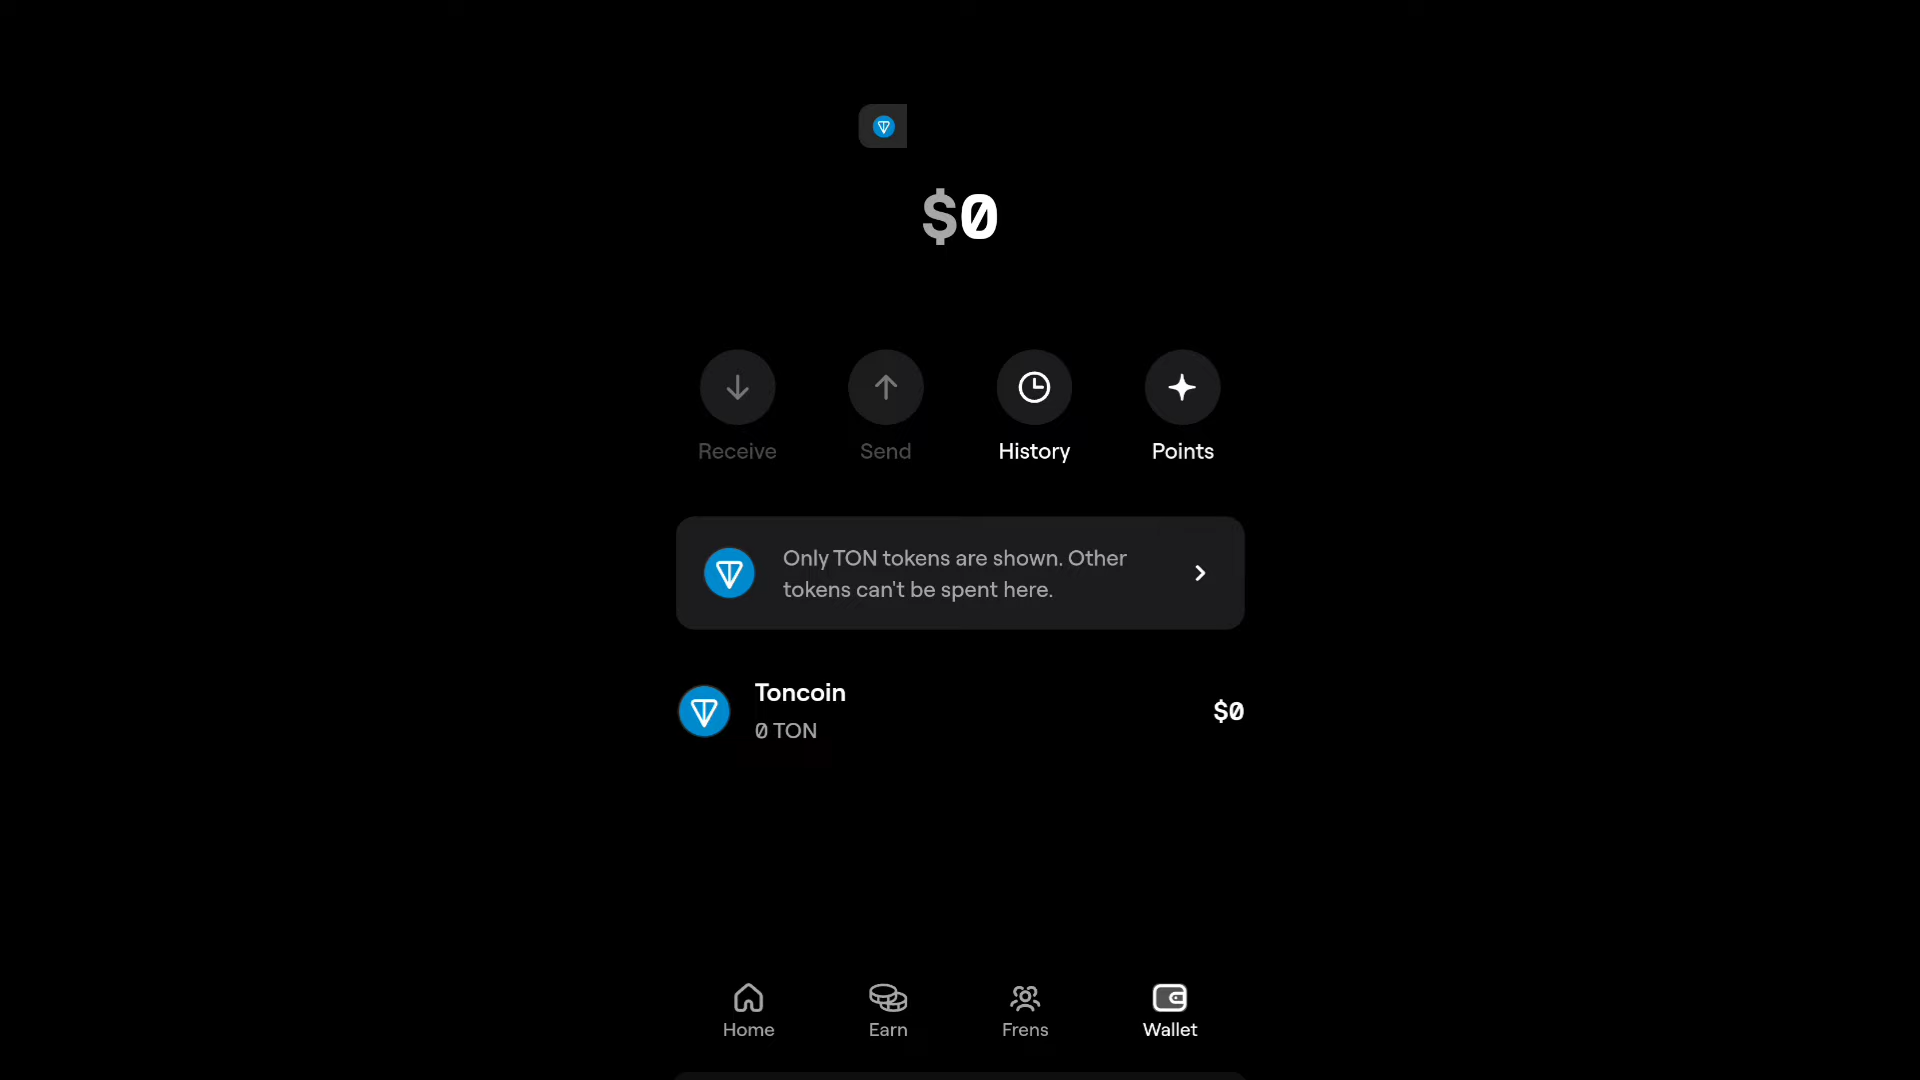 $0
Receive
Send
History
Points
Only TON tokens are shown. Other
tokens can't be spent here.
Toncoin
0 TON
$0
Home
Earn
Frens
Wallet